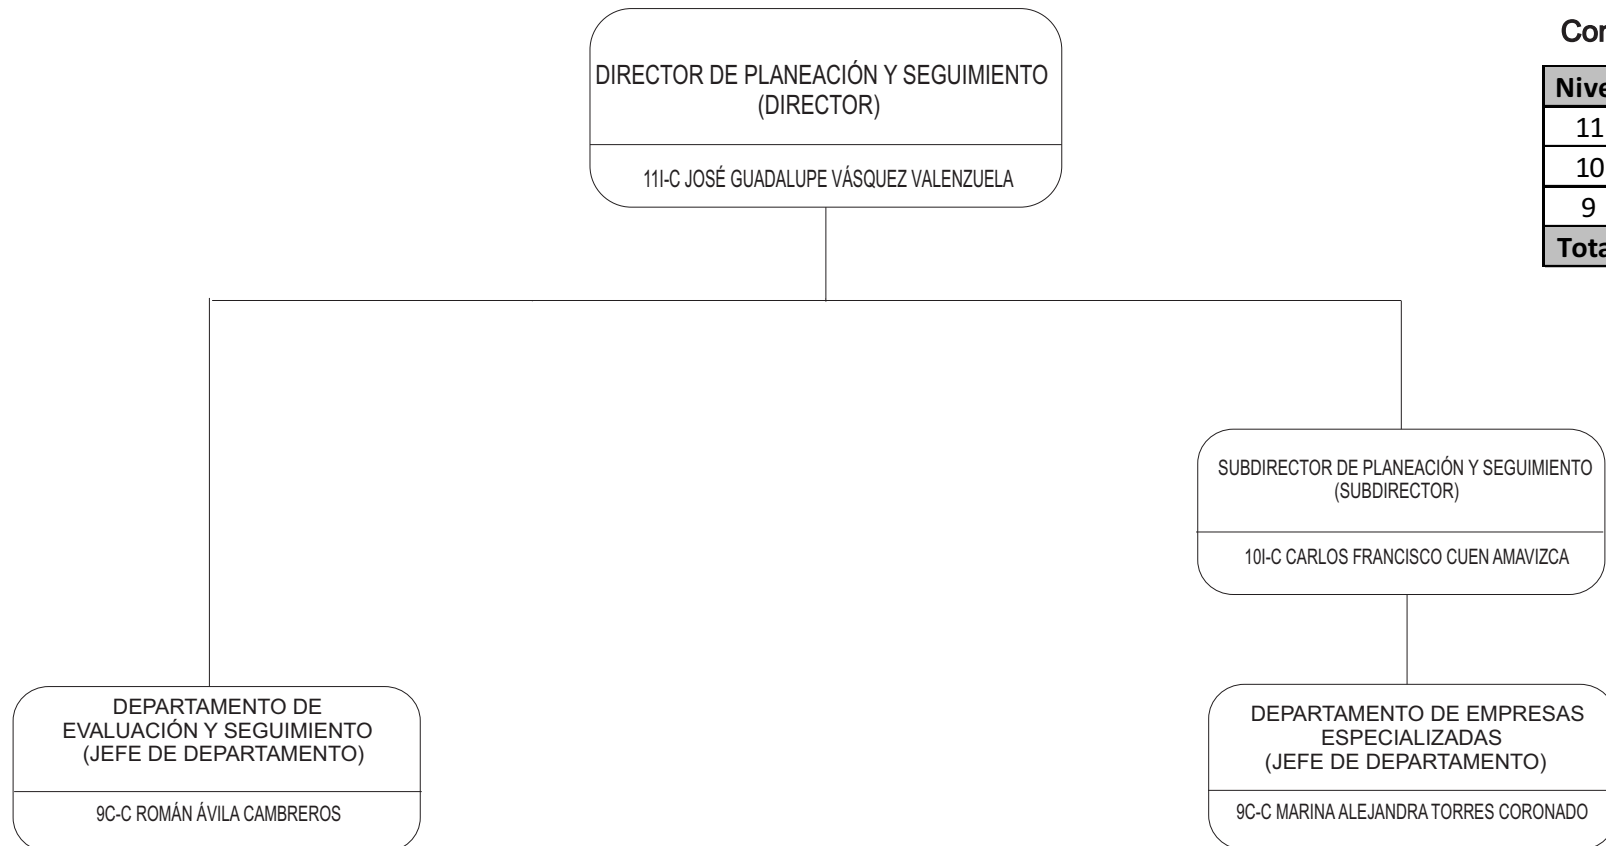 DIRECTOR DE PLANEACIÓN Y SEGUIMIENTO
(DIRECTOR)
11I-C JOSÉ GUADALUPE VÁSQUEZ VALENZUELA
11
10
9
SUBDIRECTOR DE PLANEACIÓN Y SEGUIMIENTO
(SUBDIRECTOR)
10I-C CARLOS FRANCISCO CUEN AMAVIZCA
DEPARTAMENTO DE
EVALUACIÓN Y SEGUIMIENTO
(JEFE DE DEPARTAMENTO)
9C-C ROMÁN ÁVILA CAMBREROS
DEPARTAMENTO DE EMPRESAS
ESPECIALIZADAS
(JEFE DE DEPARTAMENTO)
9C-C MARINA ALEJANDRA TORRES CORONADO